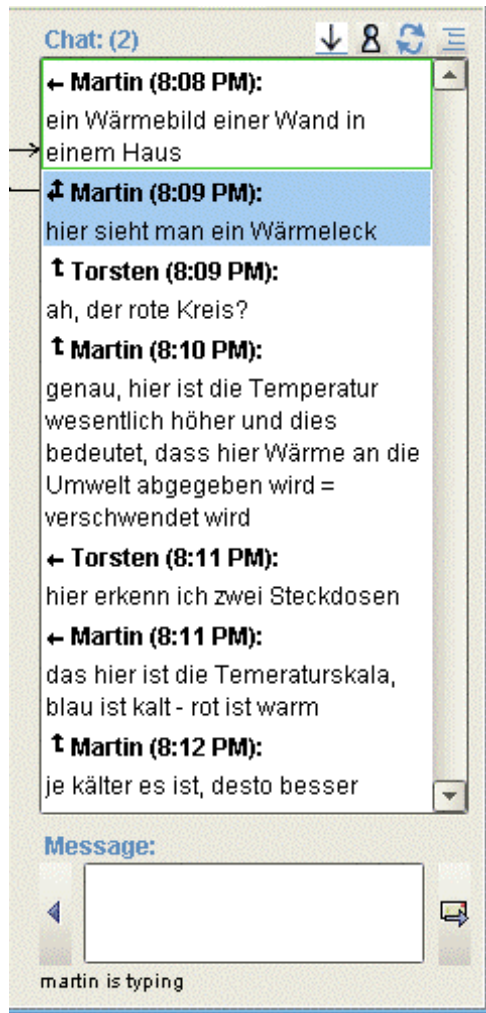 Chat: (2)
Martin (8:08 PM):
ein Wärmebild einer Wand in
einem Haus
Martin (8:09 PM):
hier sieht man ein Wärmeleck
Torsten (8:09 PM):
ah, der rote Kreis?
Martin (8:10 PM):
genau, hier ist die Temperatur
wesentlich höher und dies
bedeutet, dass hier Wärme an die
Umwelt abgegeben wird =
verschwendet wird
Torsten (8:11 PM):
hier erkenn ich zwei Steckdosen
Martin (8:11 PM):
das hier ist die Temeraturskala,
blau ist kalt - rot ist warm
Martin (8:12 PM):
je kälter es ist, desto besser
Message:
martin is typing